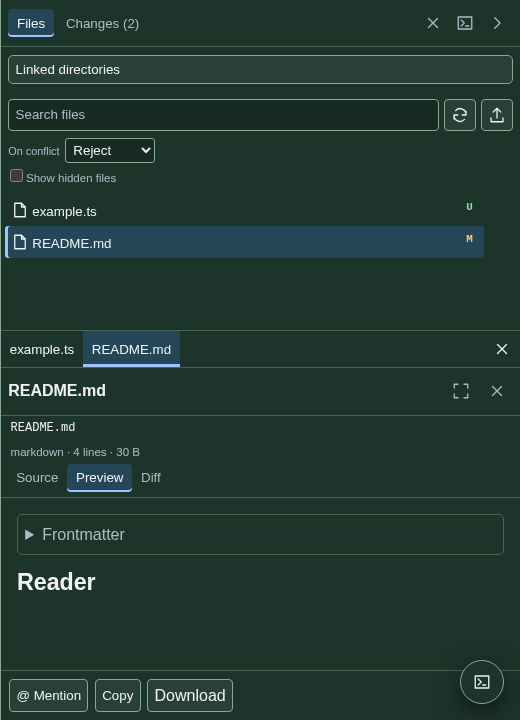 Files Changes (2)
Linked directories
Search files
On conflict Reject
Show hidden files
example.ts U
README.md M
example.ts README.md
README.md
README.md
markdown · 4 lines · 30 B
Source Preview Diff
Frontmatter
Reader
@ Mention Copy Download